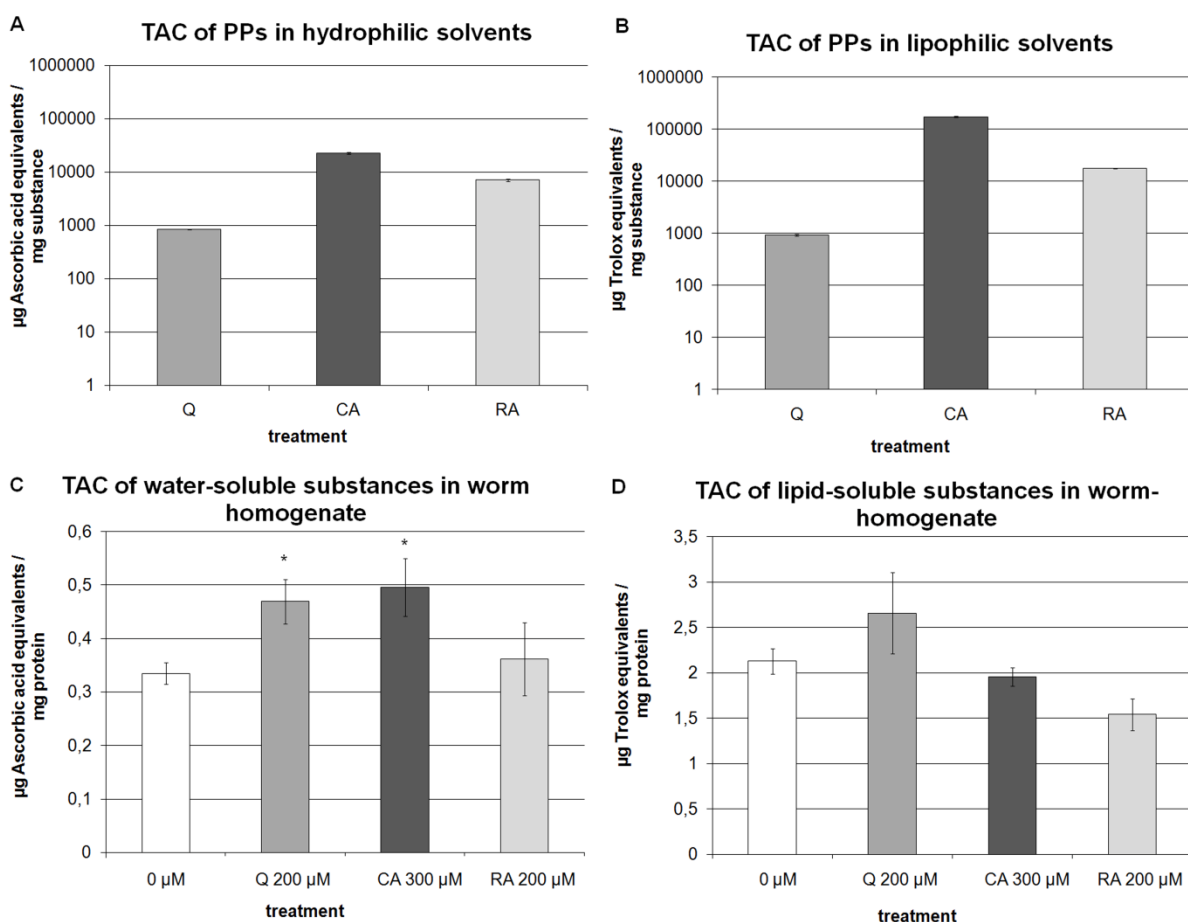 A
TAC of PPs in hydrophilic solvents
µg Ascorbic acid equivalents /
mg substance
1000000
100000
10000
1000
100
10
1
Q CA RA
treatment
B
TAC of PPs in lipophilic solvents
µg Trolox equivalents /
mg substance
1000000
100000
10000
1000
100
10
1
Q CA RA
treatment
C
TAC of water-soluble substances in worm
homogenate
µg Ascorbic acid equivalents /
mg protein
0,6
0,5
0,4
0,3
0,2
0,1
0
* *
0 µM Q 200 µM CA 300 µM RA 200 µM
treatment
D
TAC of lipid-soluble substances in worm-
homogenate
µg Trolox equivalents /
mg protein
3,5
3
2,5
2
1,5
1
0,5
0
0 µM Q 200 µM CA 300 µM RA 200 µM
treatment